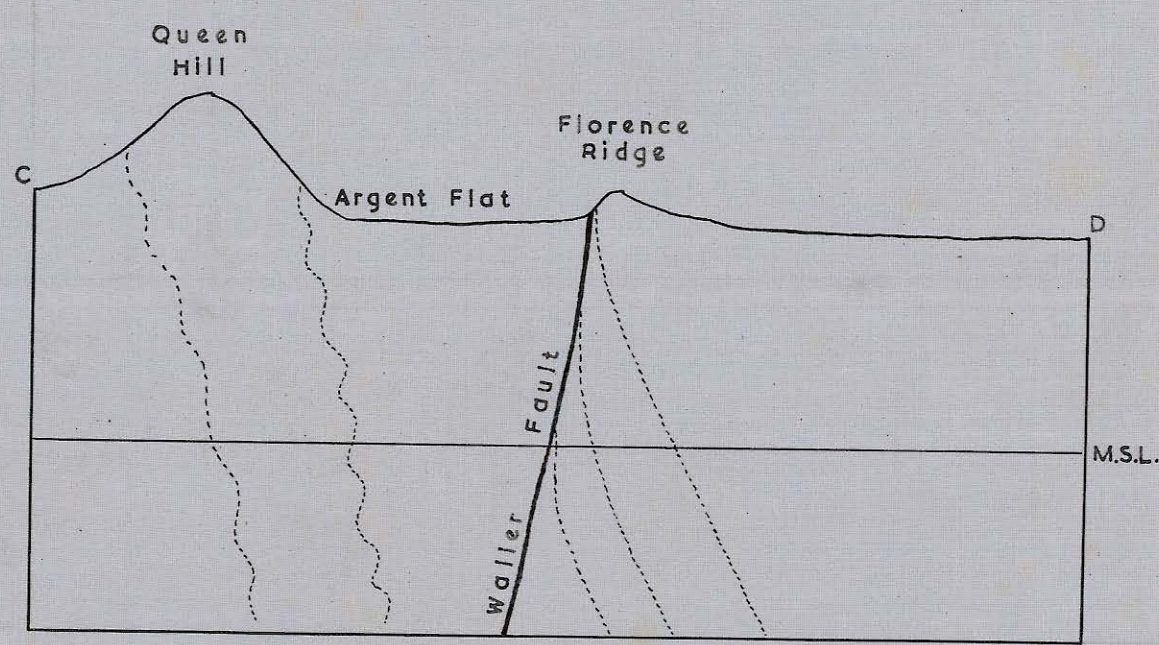 Queen
Hill
Florence
Ridge
C
Argent Flat
D
Waller Fault
M.S.L.